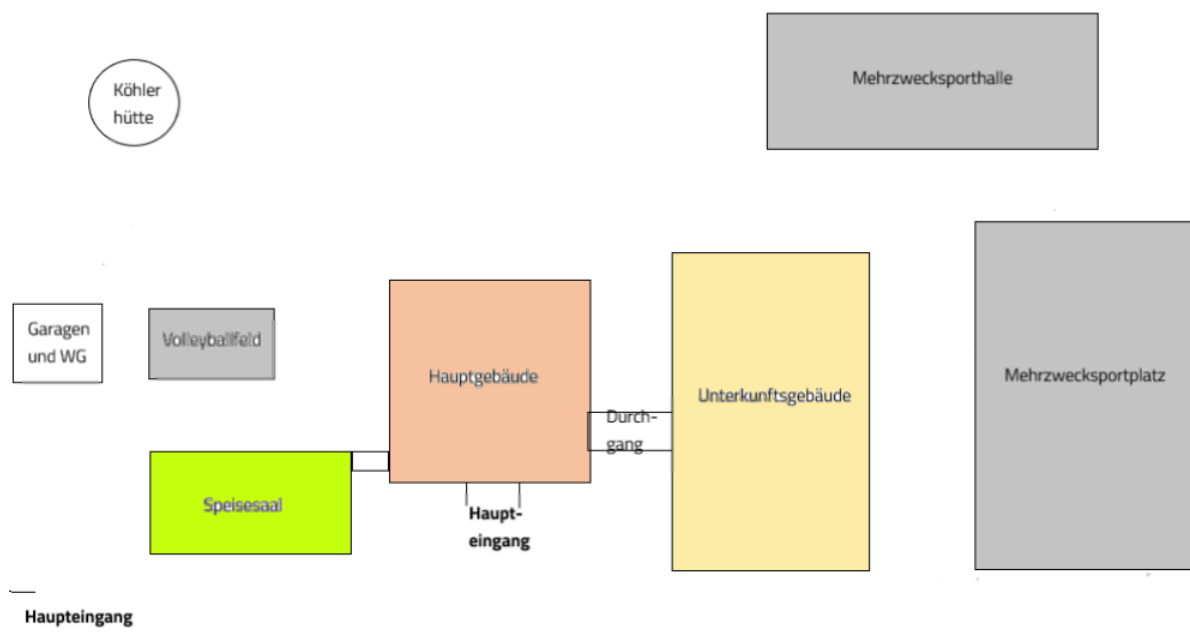 Mehrzwecksporthalle
Köhler
hütte
Garagen
und WG
Volleyballfeld
Hauptgebäude
Unterkunftsgebäude
Mehrzwecksportplatz
Durch-
gang
Speisesaal
Haupt-
eingang
Haupteingang